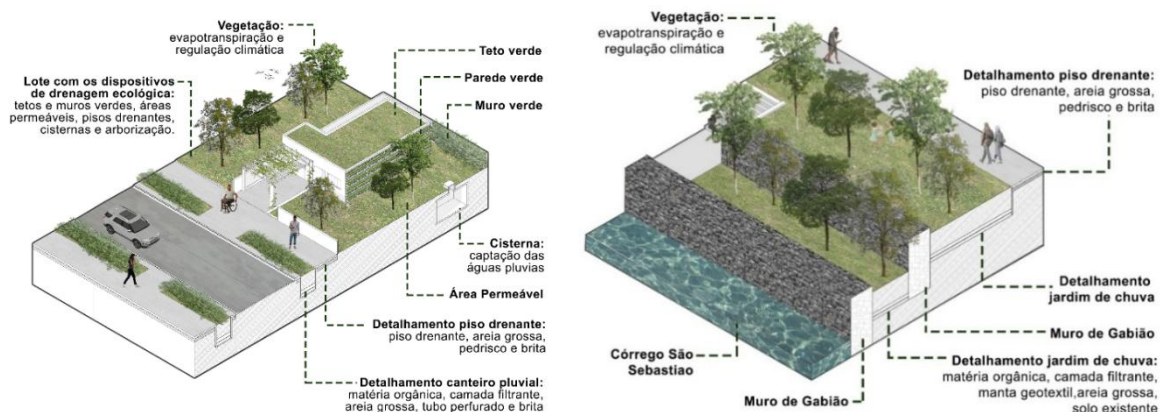 Vegetação:
evapotranspiração e
regulação climática
Lote com os dispositivos
de drenagem ecológica:
tetos e muros verdes, áreas
permeáveis, pisos drenantes,
cisternas e arborização.
Teto verde
Parede verde
Muro verde
Cisterna:
captação das
águas pluvias
Área Permeável
Detalhamento piso drenante:
piso drenante, areia grossa,
pedrisco e brita
Detalhamento canteiro pluvial:
matéria orgânica, camada filtrante,
areia grossa, tubo perfurado e brita
Vegetação:
evapotranspiração e
regulação climática
Detalhamento piso drenante:
piso drenante, areia grossa,
pedrisco e brita
Detalhamento
jardim de chuva
Muro de Gabião
Detalhamento jardim de chuva:
matéria orgânica, camada filtrante,
manta geotextil,areia grossa,
solo existente
Córrego São
Sebastiao
Muro de Gabião